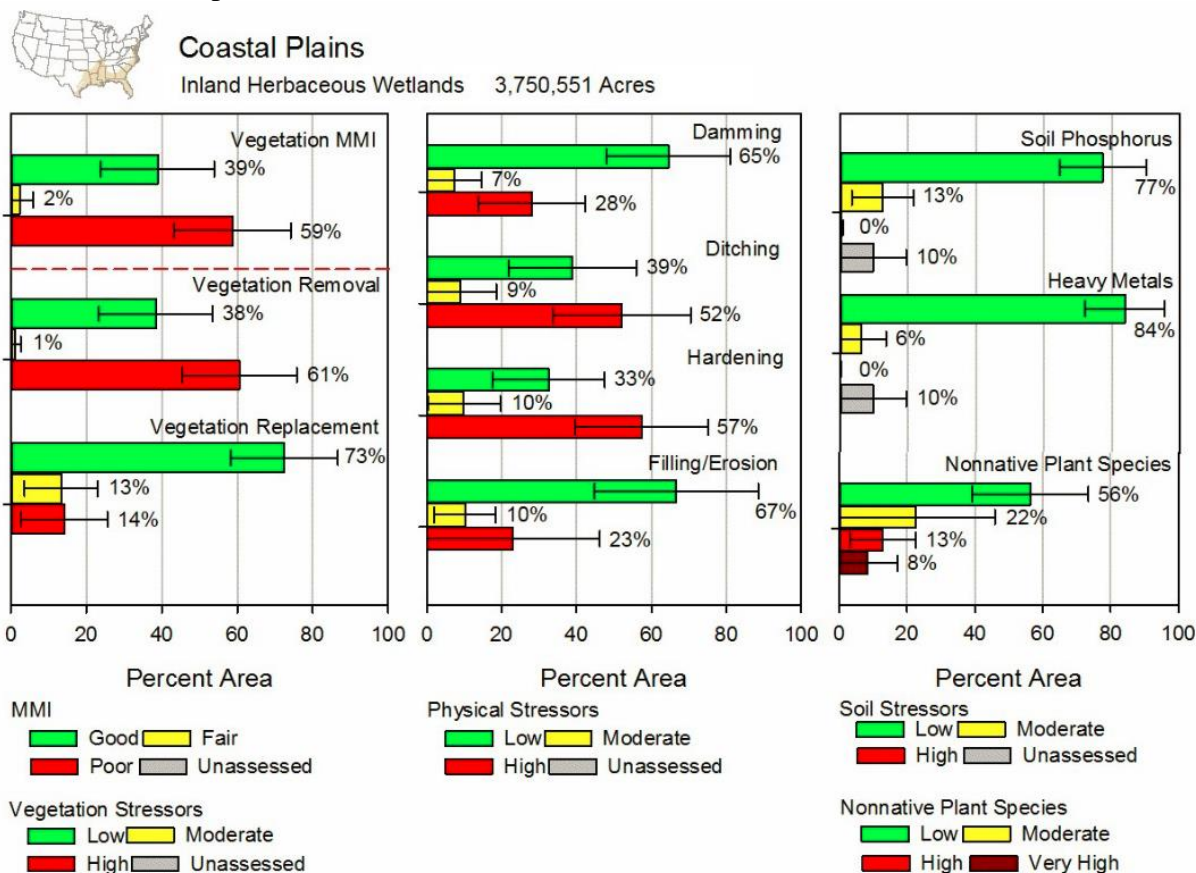 Coastal Plains
Inland Herbaceous Wetlands 3,750,551 Acres
Vegetation MMI
39%
2%
59%
Vegetation Removal
38%
1%
61%
Vegetation Replacement
73%
13%
14%
0 20 40 60 80 100
Percent Area
MMI
Good Fair
Poor Unassessed
Vegetation Stressors
Low Moderate
High Unassessed
Damming
65%
7%
28%
Ditching
39%
9%
52%
Hardening
33%
10%
57%
Filling/Erosion
67%
10%
23%
0 20 40 60 80 100
Percent Area
Physical Stressors
Low Moderate
High Unassessed
Soil Phosphorus
77%
13%
0%
10%
Heavy Metals
84%
6%
0%
10%
Nonnative Plant Species
56%
22%
13%
8%
0 20 40 60 80 100
Percent Area
Soil Stressors
Low Moderate
High Unassessed
Nonnative Plant Species
Low Moderate
High Very High